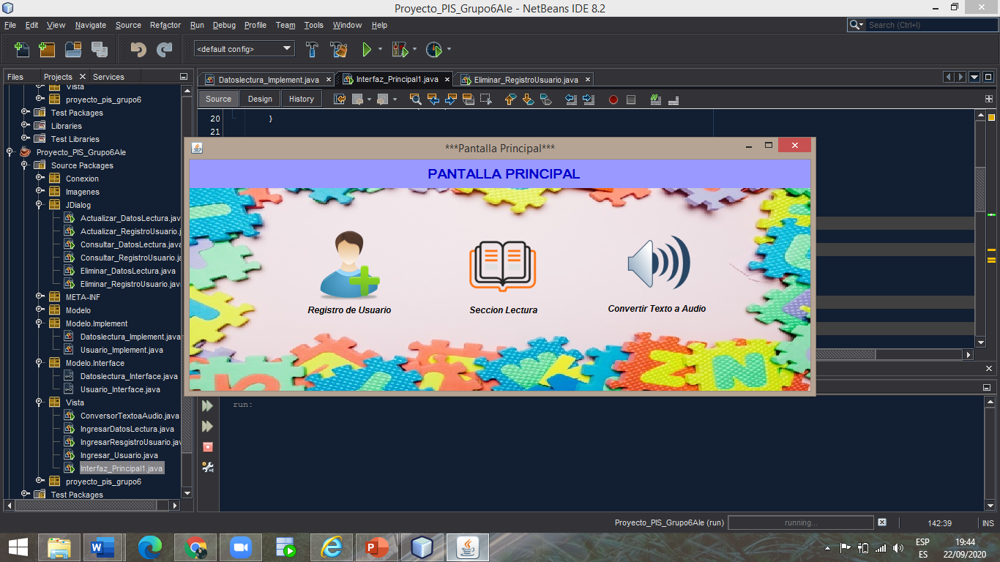 Proyecto_PIS_Grupo6Ale - NetBeans IDE 8.2
File Edit View Navigate Source Refactor Run Debug Profile Team Tools Window Help
Search (Ctrl+I)
<default config>
Files Projects Services
Datoslectura_Implement.java Interfaz_Principal1.java Eliminar_RegistroUsuario.java
Source Design History
Vista
proyecto_pis_grupo6
Test Packages
Libraries
Test Libraries
Proyecto_PIS_Grupo6Ale
Source Packages
Conexion
Imagenes
JDialog
Actualizar_DatosLectura.jav
Actualizar_RegistroUsuario.j
Consultar_DatosLectura.java
Consultar_RegistroUsuario.ja
Eliminar_DatosLectura.java
Eliminar_RegistroUsuario.java
META-INF
Modelo
Modelo.Implement
Datoslectura_Implement.java
Usuario_Implement.java
Modelo.Interface
Datoslectura_Interface.java
Usuario_Interface.java
Vista
ConversorTextoaAudio.java
IngresarDatosLectura.java
IngresarResgistroUsuario.jav
Ingresar_Usuario.java
Interfaz_Principal1.java
proyecto_pis_grupo6
Test Packages
20 }
21
***Pantalla Principal***
PANTALLA PRINCIPAL
Registro de Usuario
Seccion Lectura
Convertir Texto a Audio
run:
Proyecto_PIS_Grupo6Ale (run) running... 142:39 INS
ESP
ES
19:44
22/09/2020